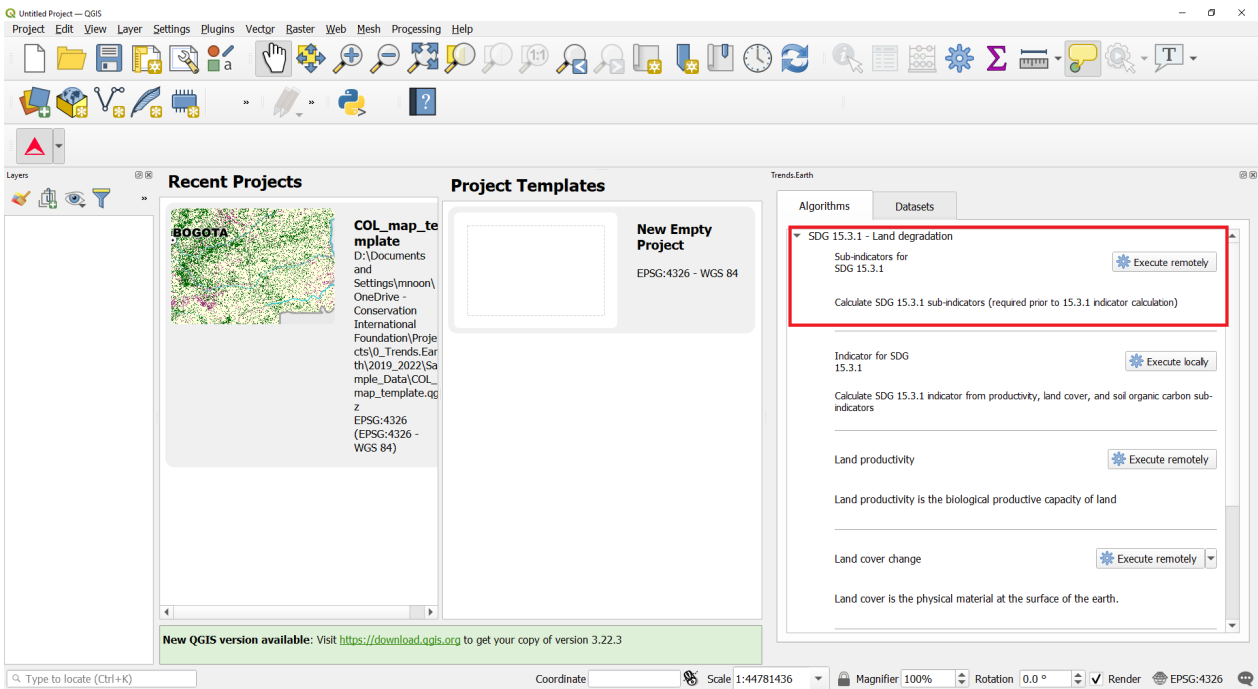 Untitled Project — QGIS
Project Edit View Layer Settings Plugins Vector Raster Web Mesh Processing Help
1:1
a
T
»
»
?
Layers
»
Recent Projects
BOGOTA
COL_map_te
mplate
D:\Documents
and
Settings\mnoon\
OneDrive -
Conservation
International
Foundation\Proje
cts\0_Trends.Ear
th\2019_2022\Sa
mple_Data\COL_
map_template.qg
z
EPSG:4326
(EPSG:4326 -
WGS 84)
Project Templates
New Empty
Project
EPSG:4326 - WGS 84
New QGIS version available: Visit https://download.qgis.org to get your copy of version 3.22.3
Trends.Earth
Algorithms Datasets
SDG 15.3.1 - Land degradation
Sub-indicators for
SDG 15.3.1
Execute remotely
Calculate SDG 15.3.1 sub-indicators (required prior to 15.3.1 indicator calculation)
Indicator for SDG
15.3.1
Execute locally
Calculate SDG 15.3.1 indicator from productivity, land cover, and soil organic carbon sub-
indicators
Land productivity
Execute remotely
Land productivity is the biological productive capacity of land
Land cover change
Execute remotely
Land cover is the physical material at the surface of the earth.
Type to locate (Ctrl+K)
Coordinate
Scale 1:44781436
Magnifier 100%
Rotation 0.0 °
Render
EPSG:4326